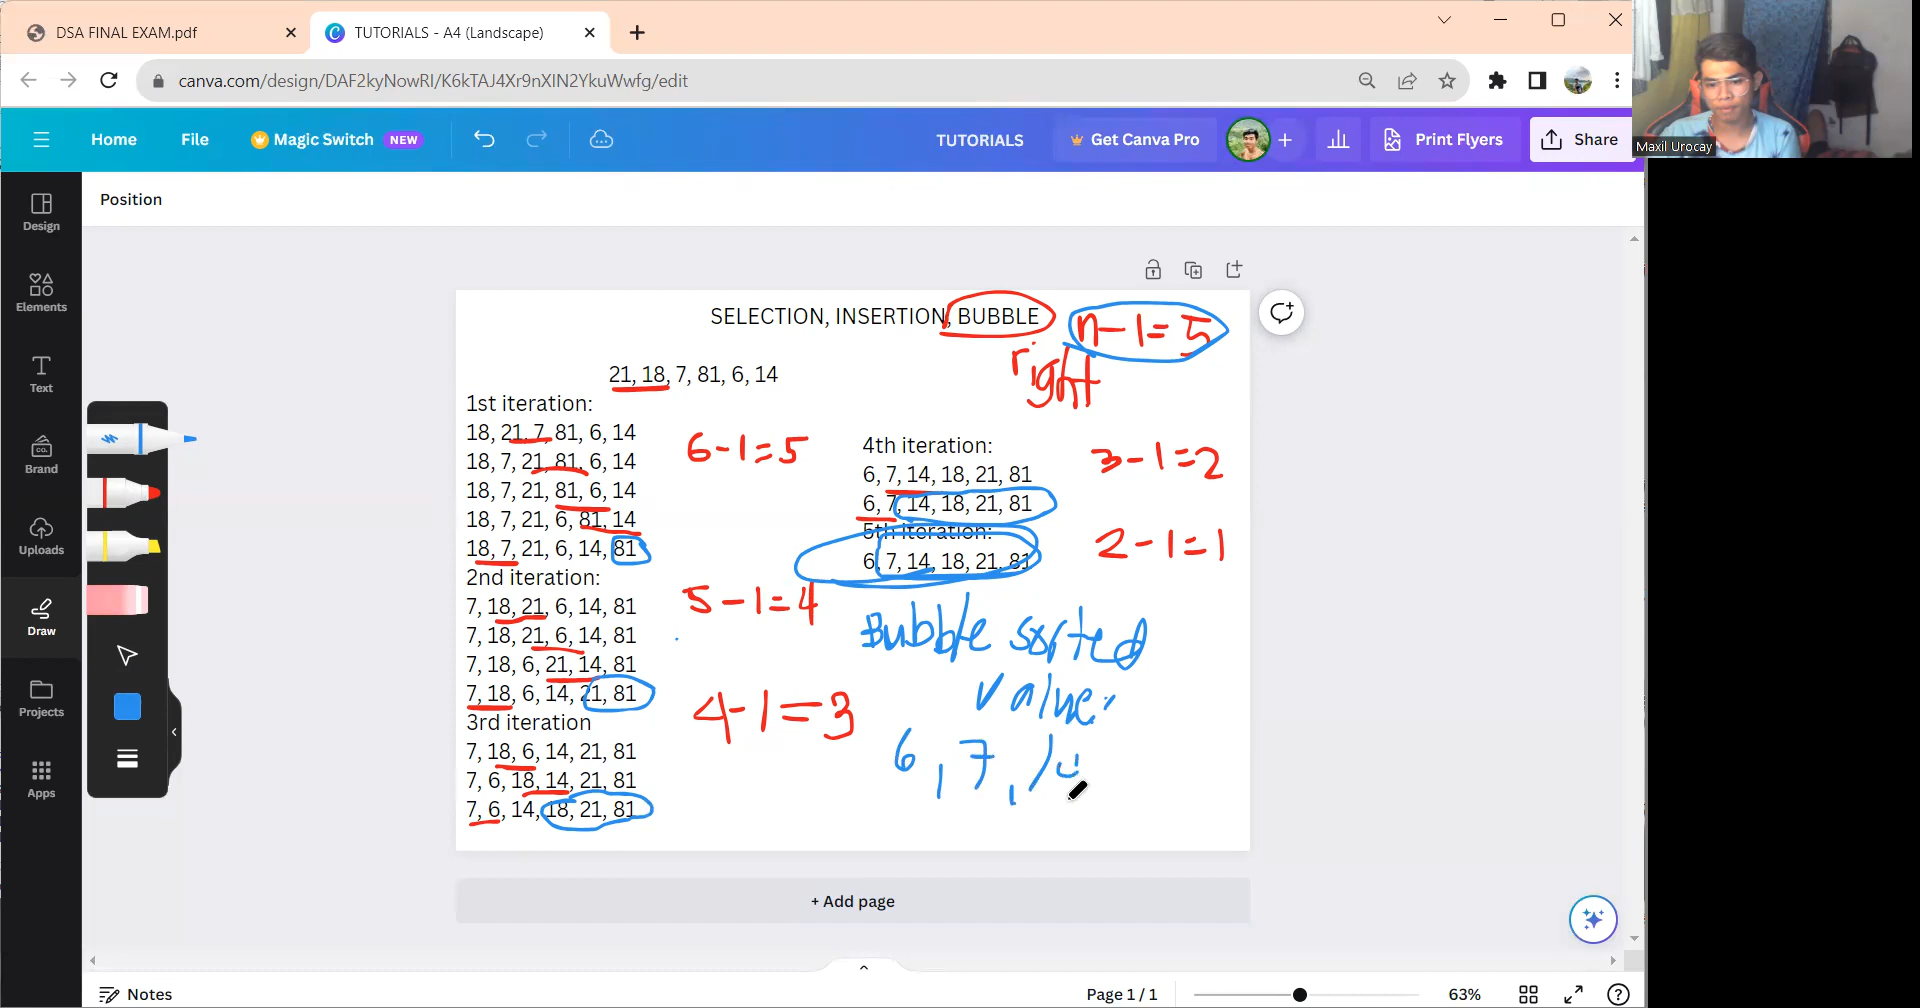 DSA FINAL EXAM.pdf
TUTORIALS - A4 (Landscape)
canva.com/design/DAF2kyNowRI/K6kTAJ4Xr9nXIN2YkuWwfg/edit
Maxil Urocay
Home
File
Magic Switch NEW
TUTORIALS
Get Canva Pro
Print Flyers
Share
Position
Design
Elements
Text
Brand
Uploads
Draw
Projects
Apps
SELECTION, INSERTION, BUBBLE
n-1=5
right
21, 18, 7, 81, 6, 14
1st iteration:
18, 21, 7, 81, 6, 14
18, 7, 21, 81, 6, 14
18, 7, 21, 81, 6, 14
18, 7, 21, 6, 81, 14
18, 7, 21, 6, 14, 81
6-1=5
2nd iteration:
7, 18, 21, 6, 14, 81
7, 18, 21, 6, 14, 81
7, 18, 6, 21, 14, 81
7, 18, 6, 14, 21, 81
5-1=4
3rd iteration
7, 18, 6, 14, 21, 81
7, 6, 18, 14, 21, 81
7, 6, 14, 18, 21, 81
4-1=3
4th iteration:
6, 7, 14, 18, 21, 81
6, 7, 14, 18, 21, 81
3-1=2
5th iteration:
6, 7, 14, 18, 21, 81
2-1=1
Bubble sorted
value:
6, 7, 14
+ Add page
Notes
Page 1 / 1
63%